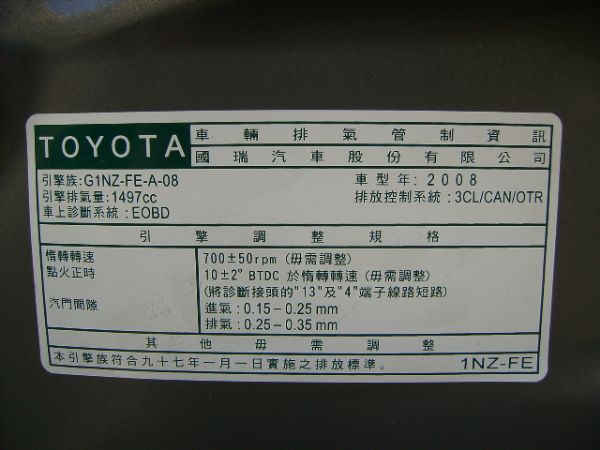 TOYOTA
車輛排氣管制資訊
國瑞汽車股份有限公司
引擎族:G1NZ-FE-A-08
車型年:2008
引擎排氣量:1497cc
排放控制系統:3CL/CAN/OTR
車上診斷系統:EOBD
引擎調整規格
惰轉轉速 700±50rpm (毋需調整)
點火正時 10±2° BTDC 於惰轉轉速 (毋需調整)
(將診斷接頭的"13"及"4"端子線路短路)
汽門間隙 進氣:0.15-0.25 mm
排氣:0.25-0.35 mm
其他毋需調整
本引擎族符合九十七年一月一日實施之排放標準。
1NZ-FE